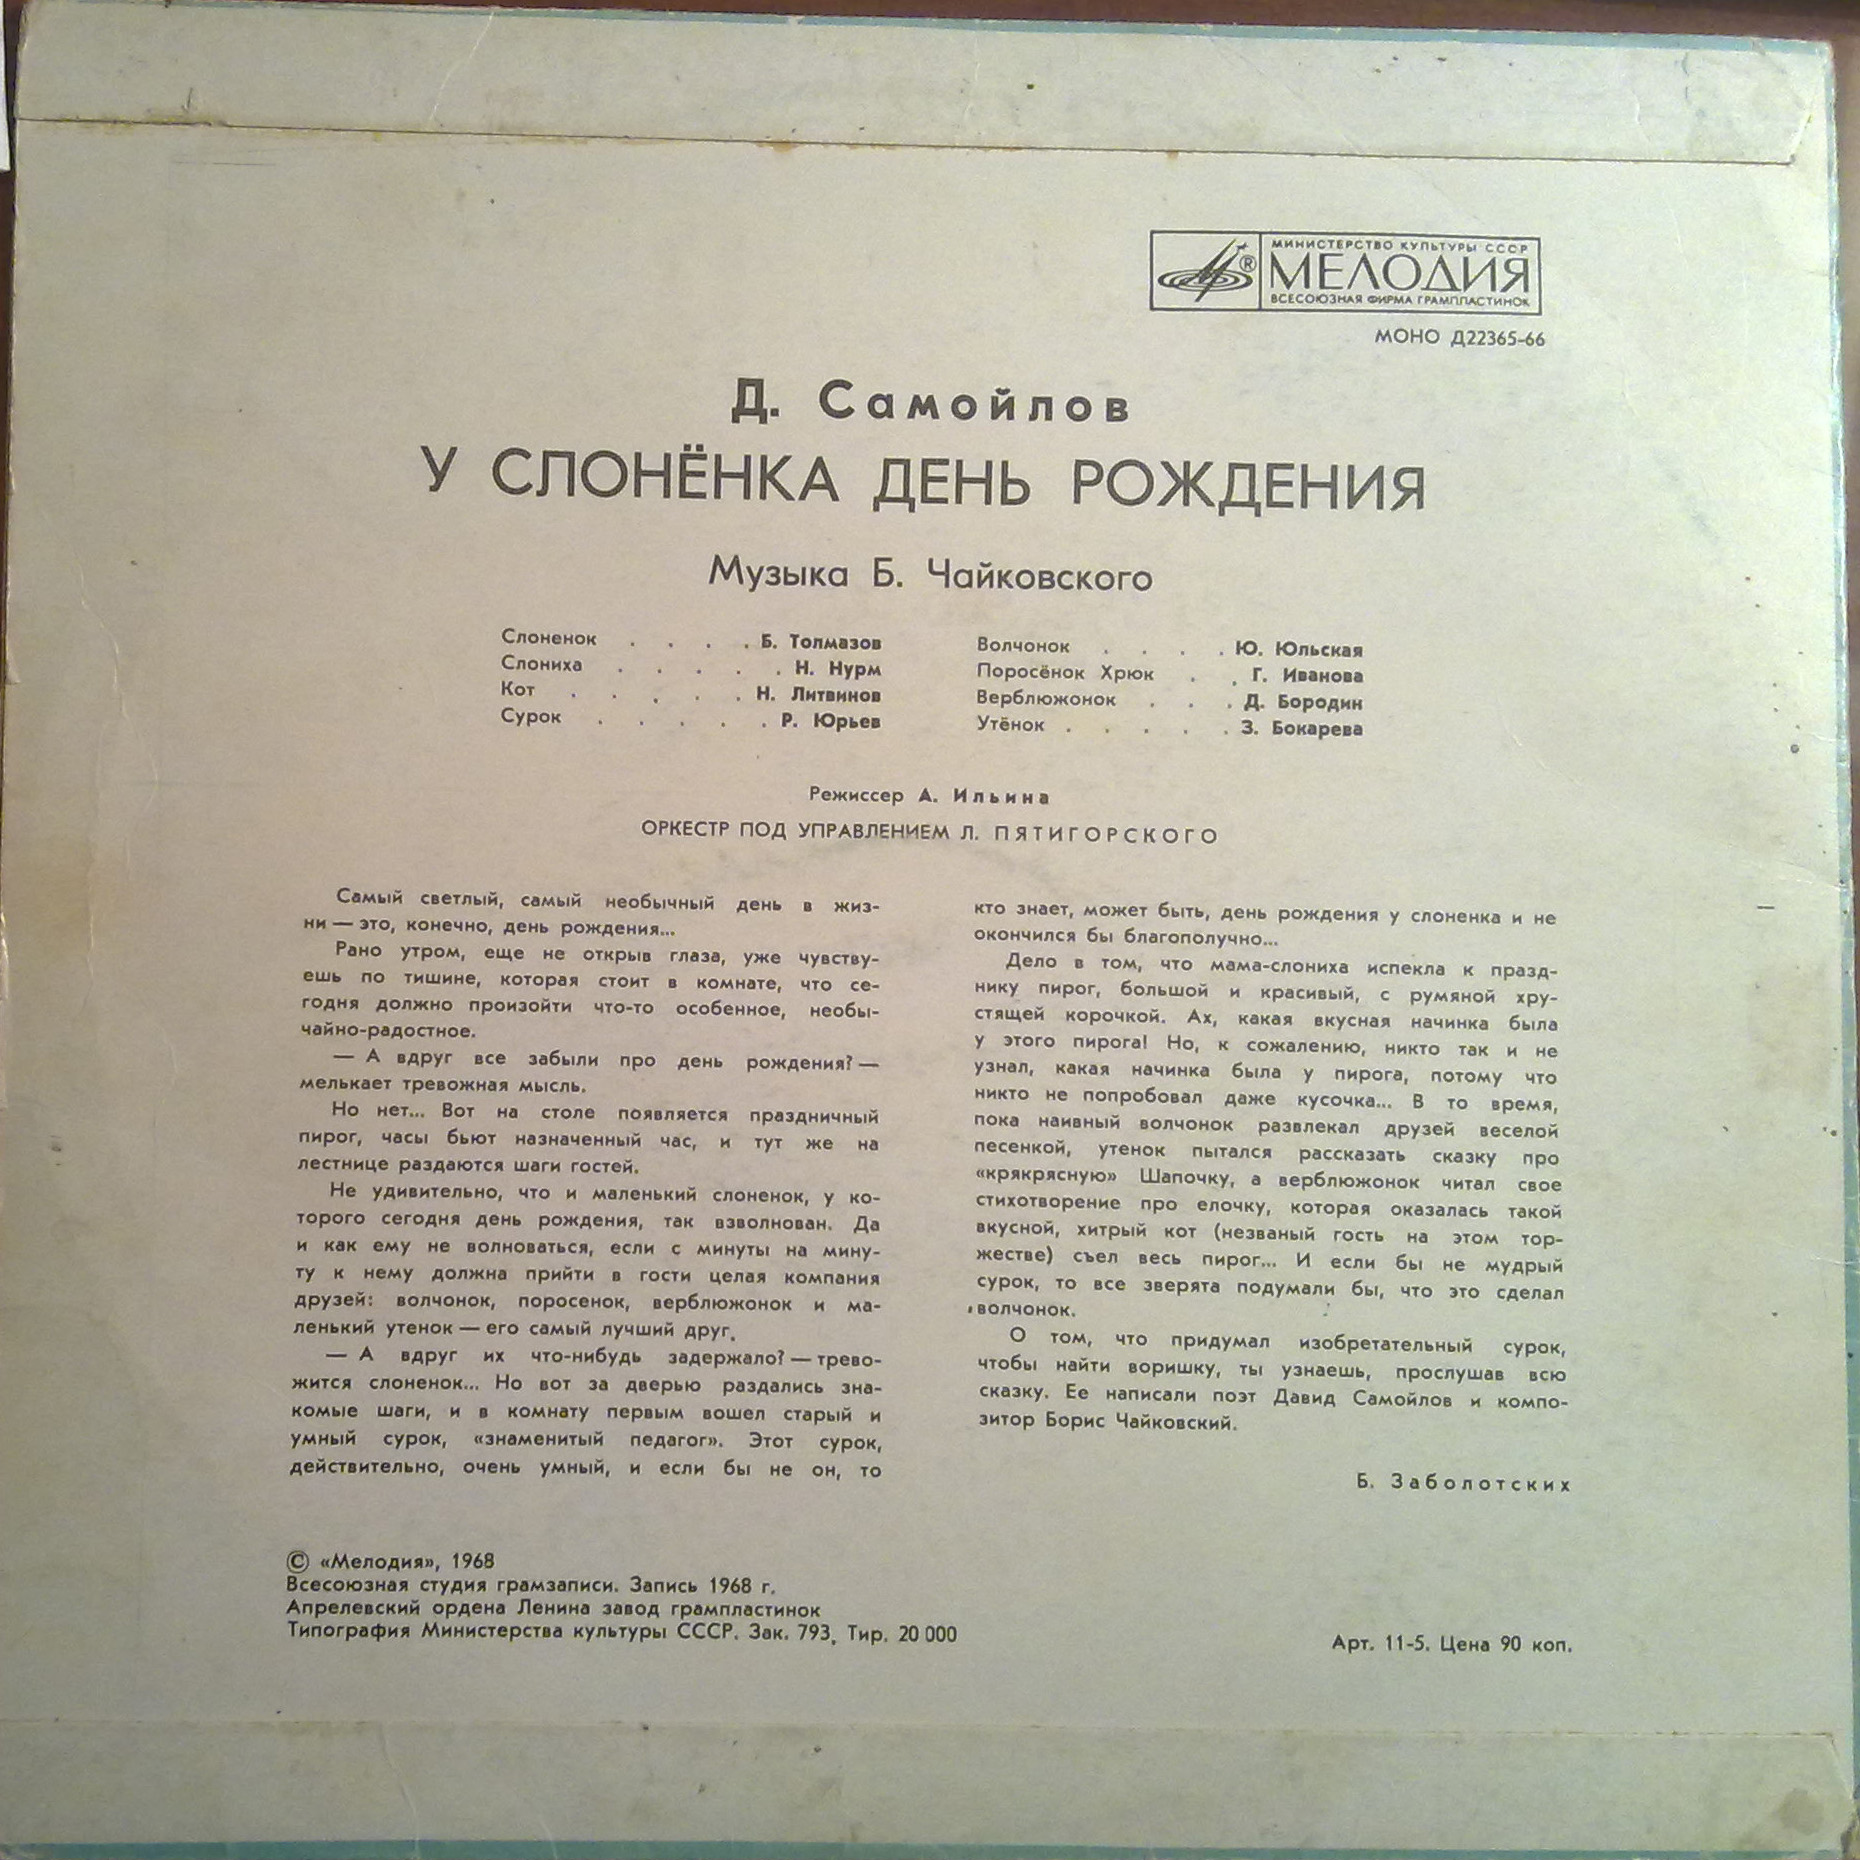 МИНИСТЕРСТВО КУЛЬТУРЫ СССР
МЕЛОДИЯ
ВСЕСОЮЗНАЯ ФИРМА ГРАМПЛАСТИНОК
МОНО Д22365-66
Д. Самойлов
У СЛОНЁНКА ДЕНЬ РОЖДЕНИЯ
Музыка Б. Чайковского
Слоненок . . . . Б. Толмазов
Слониха . . . . . Н. Нурм
Кот . . . . . Н. Литвинов
Сурок . . . . . Р. Юрьев
Волчонок . . . . Ю. Юльская
Поросёнок Хрюк . . Г. Иванова
Верблюжонок . . . Д. Бородин
Утёнок . . . . . З. Бокарева
Режиссер А. Ильина
ОРКЕСТР ПОД УПРАВЛЕНИЕМ Л. ПЯТИГОРСКОГО
Самый светлый, самый необычный день в жиз-
ни — это, конечно, день рождения...
Рано утром, еще не открыв глаза, уже чувству-
ешь по тишине, которая стоит в комнате, что се-
годня должно произойти что-то особенное, необы-
чайно-радостное.
— А вдруг все забыли про день рождения? —
мелькает тревожная мысль.
Но нет... Вот на столе появляется праздничный
пирог, часы бьют назначенный час, и тут же на
лестнице раздаются шаги гостей.
Не удивительно, что и маленький слоненок, у ко-
торого сегодня день рождения, так взволнован. Да
и как ему не волноваться, если с минуты на мину-
ту к нему должна прийти в гости целая компания
друзей: волчонок, поросенок, верблюжонок и ма-
ленький утенок — его самый лучший друг.
— А вдруг их что-нибудь задержало? — трево-
жится слоненок... Но вот за дверью раздались зна-
комые шаги, и в комнату первым вошел старый и
умный сурок, «знаменитый педагог». Этот сурок,
действительно, очень умный, и если бы не он, то
кто знает, может быть, день рождения у слоненка и не
окончился бы благополучно...
Дело в том, что мама-слониха испекла к празд-
нику пирог, большой и красивый, с румяной хру-
стящей корочкой. Ах, какая вкусная начинка была
у этого пирога! Но, к сожалению, никто так и не
узнал, какая начинка была у пирога, потому что
никто не попробовал даже кусочка... В то время,
пока наивный волчонок развлекал друзей веселой
песенкой, утенок пытался рассказать сказку про
«крякрясную» Шапочку, а верблюжонок читал свое
стихотворение про елочку, которая оказалась такой
вкусной, хитрый кот (незваный гость на этом тор-
жестве) съел весь пирог... И если бы не мудрый
сурок, то все зверята подумали бы, что это сделал
волчонок.
О том, что придумал изобретательный сурок,
чтобы найти воришку, ты узнаешь, прослушав всю
сказку. Ее написали поэт Давид Самойлов и компо-
зитор Борис Чайковский.
Б. Заболотских
© «Мелодия», 1968
Всесоюзная студия грамзаписи. Запись 1968 г.
Апрелевский ордена Ленина завод грампластинок
Типография Министерства культуры СССР. Зак. 793, Тир. 20 000
Арт. 11-5. Цена 90 коп.